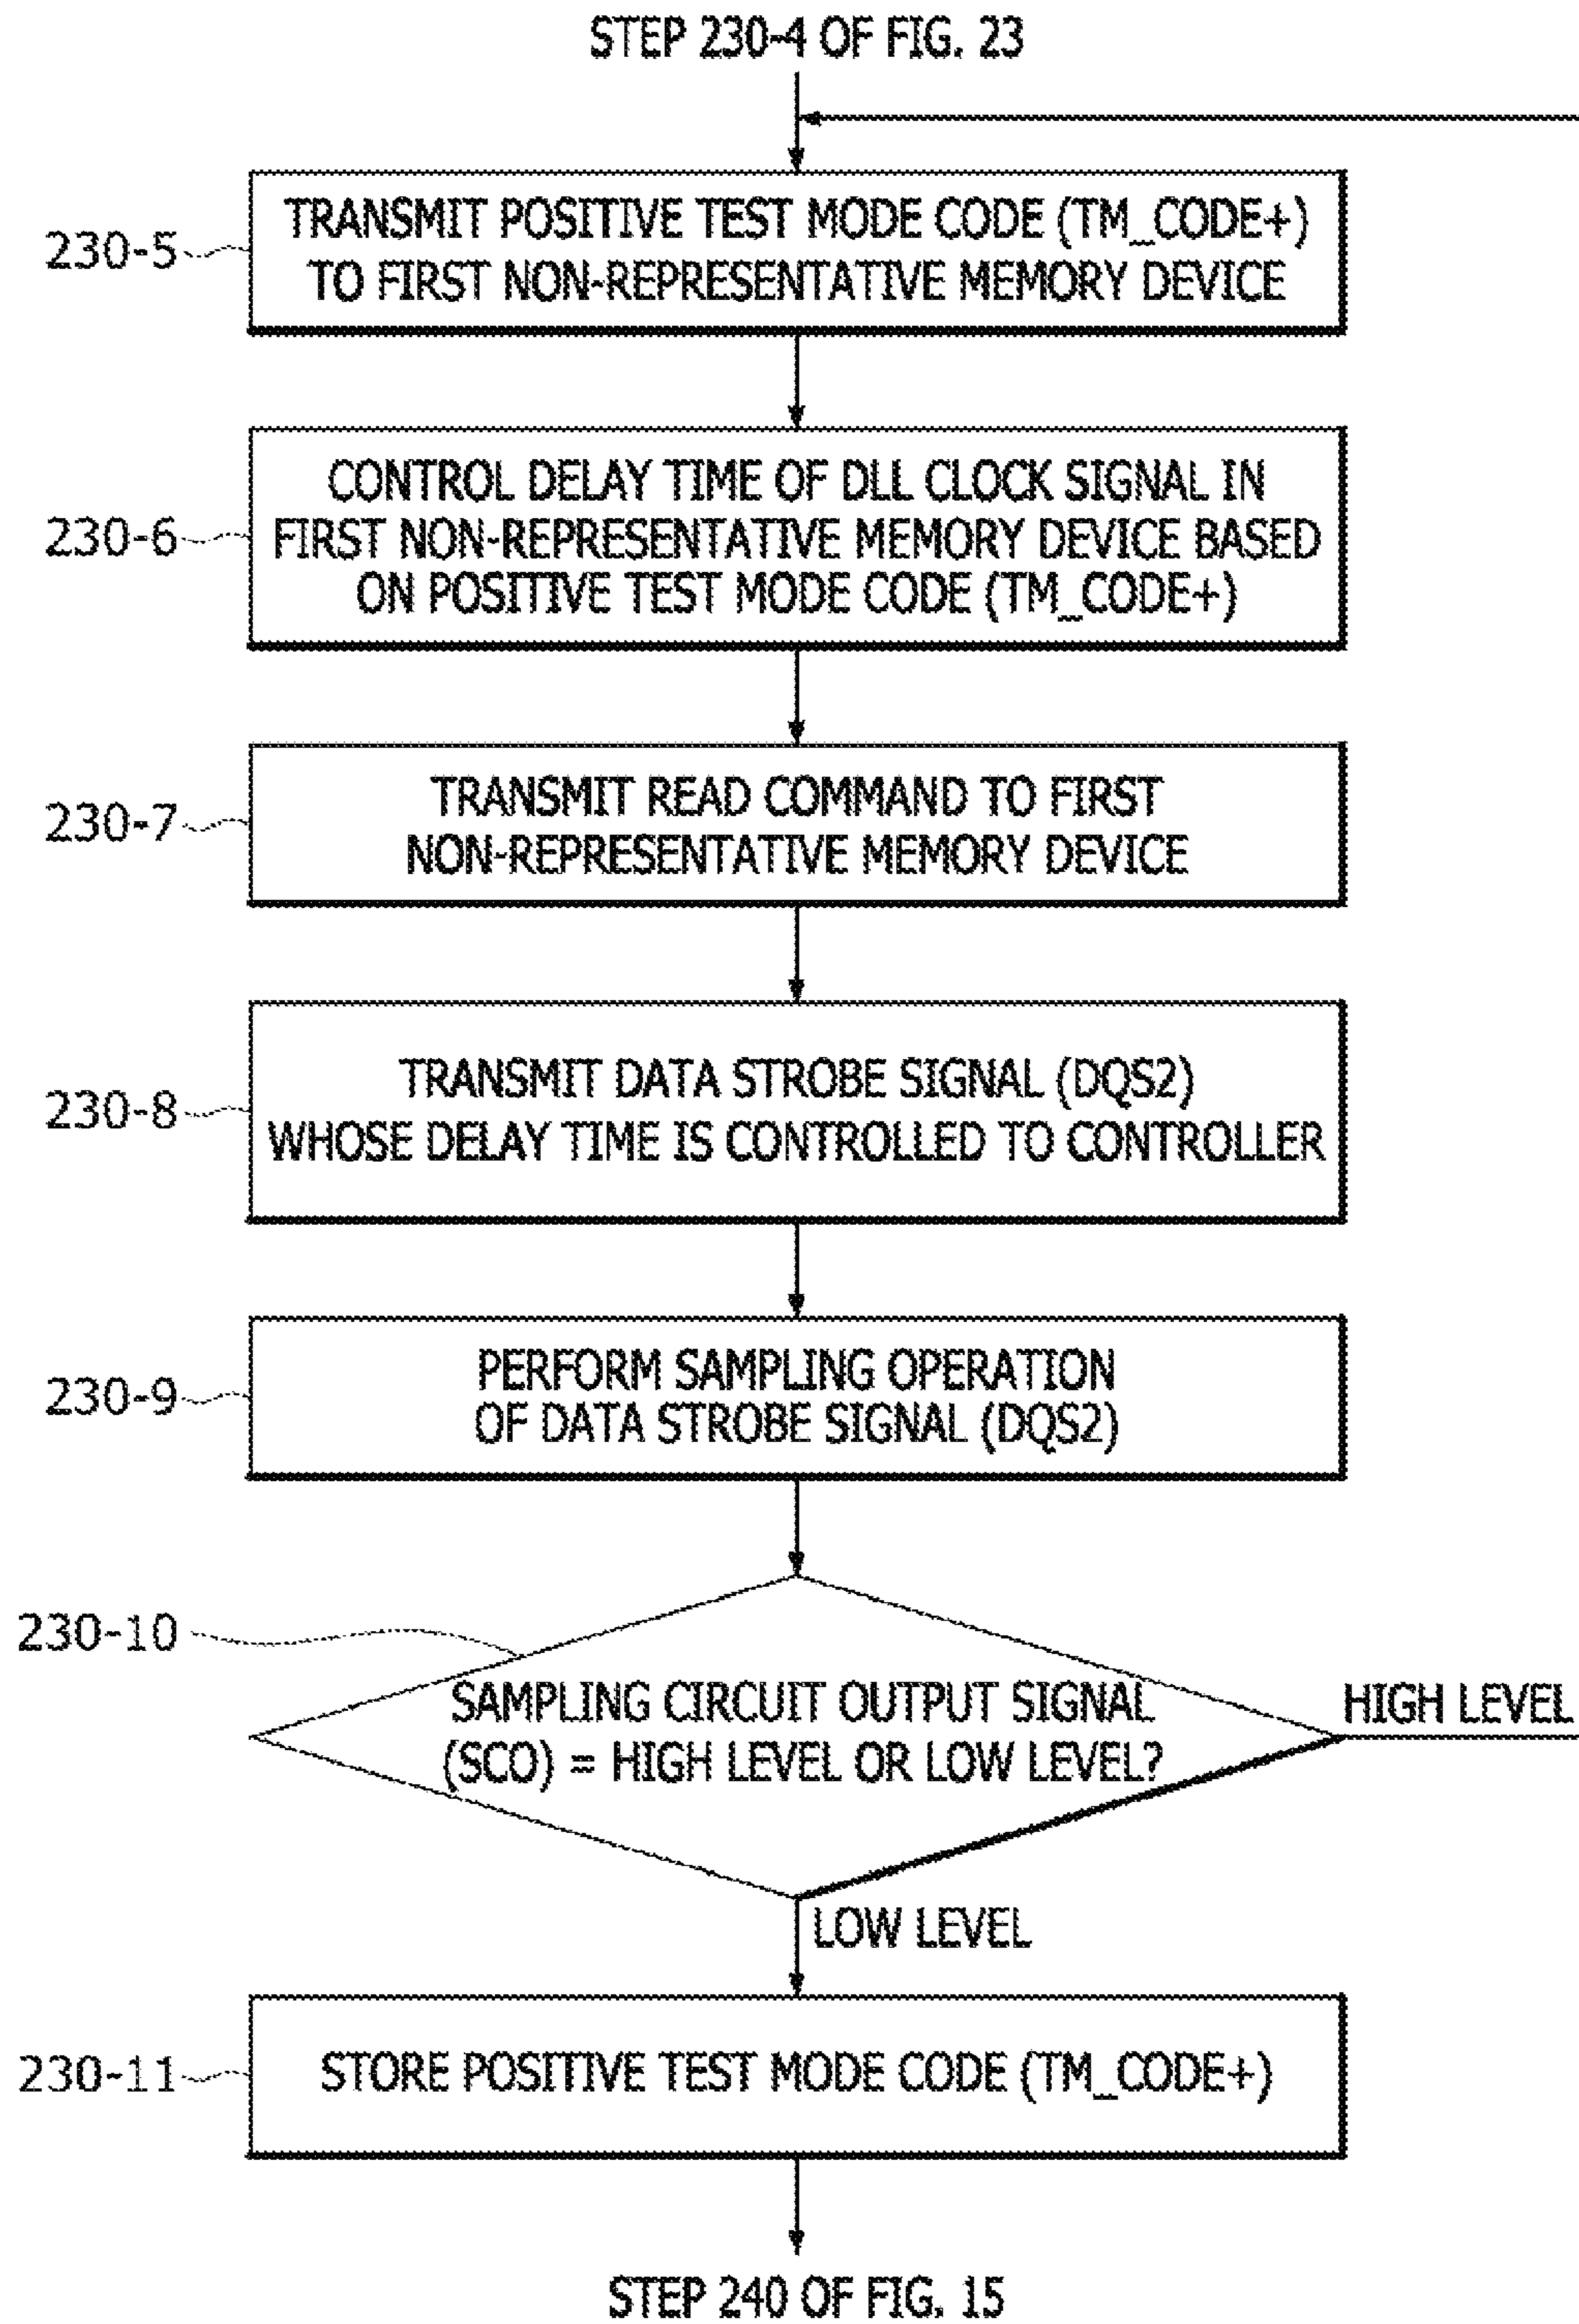 STEP 230-4 OF FIG. 23
230-5
TRANSMIT POSITIVE TEST MODE CODE (TM_CODE+)
TO FIRST NON-REPRESENTATIVE MEMORY DEVICE
230-6
CONTROL DELAY TIME OF DLL CLOCK SIGNAL IN
FIRST NON-REPRESENTATIVE MEMORY DEVICE BASED
ON POSITIVE TEST MODE CODE (TM_CODE+)
230-7
TRANSMIT READ COMMAND TO FIRST
NON-REPRESENTATIVE MEMORY DEVICE
230-8
TRANSMIT DATA STROBE SIGNAL (DQS2)
WHOSE DELAY TIME IS CONTROLLED TO CONTROLLER
230-9
PERFORM SAMPLING OPERATION
OF DATA STROBE SIGNAL (DQS2)
230-10
SAMPLING CIRCUIT OUTPUT SIGNAL
(SCO) = HIGH LEVEL OR LOW LEVEL?
HIGH LEVEL
LOW LEVEL
230-11
STORE POSITIVE TEST MODE CODE (TM_CODE+)
STEP 240 OF FIG. 15